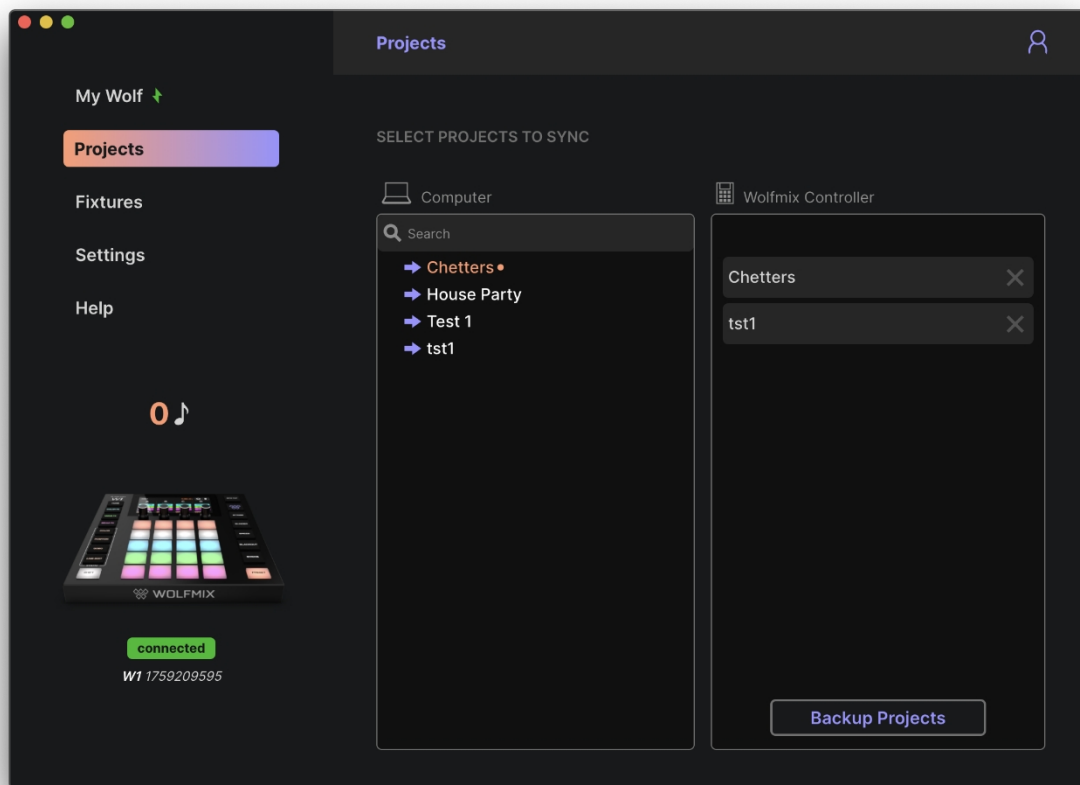 Projects
My Wolf
Projects
Fixtures
Settings
Help
SELECT PROJECTS TO SYNC
Computer
Search
Chetters
House Party
Test 1
tst1
Wolfmix Controller
Chetters
tst1
Backup Projects
0
WOLFMIX
connected
W1 1759209595